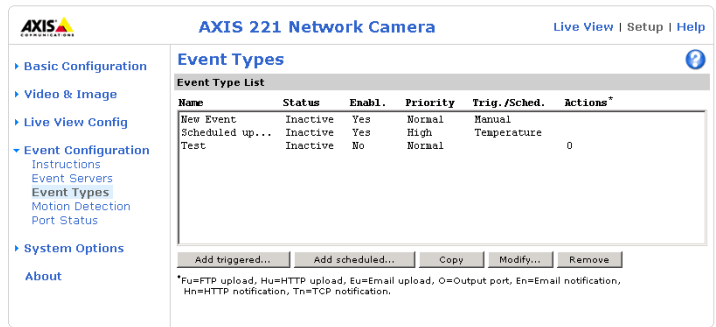 AXIS
COMMUNICATIONS
AXIS 221 Network Camera
Live View | Setup | Help
Basic Configuration
Video & Image
Live View Config
Event Configuration
Instructions
Event Servers
Event Types
Motion Detection
Port Status
System Options
About
Event Types
?
Event Type List
Name Status Enabl. Priority Trig./Sched. Actions*
New Event Inactive Yes Normal Manual
Scheduled up... Inactive Yes High Temperature
Test Inactive No Normal O
Add triggered... Add scheduled... Copy Modify... Remove
*Fu=FTP upload, Hu=HTTP upload, Eu=Email upload, O=Output port, En=Email notification,
Hn=HTTP notification, Tn=TCP notification.